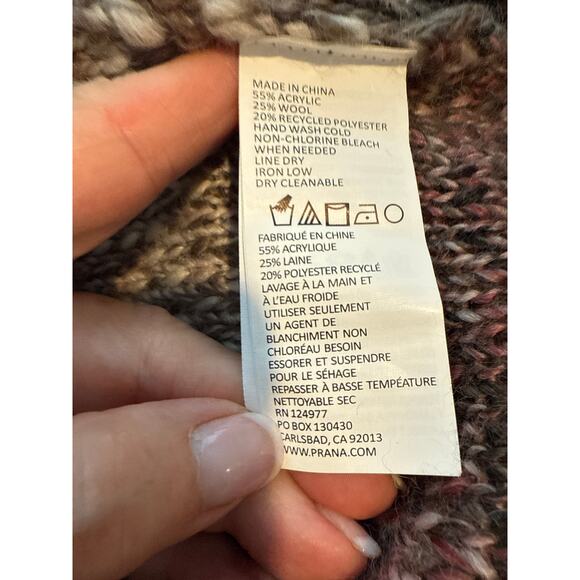 MADE IN CHINA
55% ACRYLIC
25% WOOL
20% RECYCLED POLYESTER
HAND WASH COLD
NON-CHLORINE BLEACH
WHEN NEEDED
LINE DRY
IRON LOW
DRY CLEANABLE
FABRIQUÉ EN CHINE
55% ACRYLIQUE
25% LAINE
20% POLYESTER RECYCLÉ
LAVAGE À LA MAIN ET
À L'EAU FROIDE
UTILISER SEULEMENT
UN AGENT DE
BLANCHIMENT NON
CHLORÉAU BESOIN
ESSORER ET SUSPENDRE
POUR LE SÉHAGE
REPASSER À BASSE TEMPÉATURE
NETTOYABLE SEC
RN 124977
PO BOX 130430
CARLSBAD, CA 92013
WWW.PRANA.COM